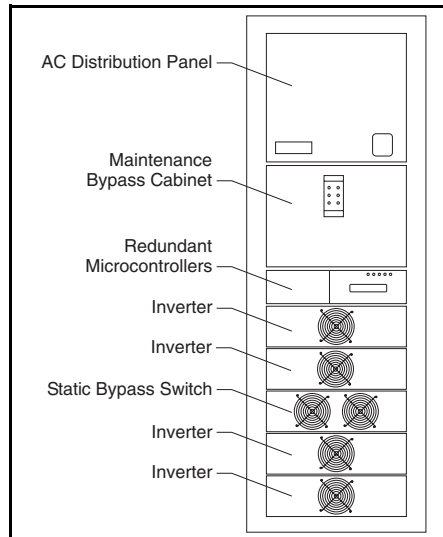 AC Distribution Panel
Maintenance
Bypass Cabinet
Redundant
Microcontrollers
Inverter
Inverter
Static Bypass Switch
Inverter
Inverter